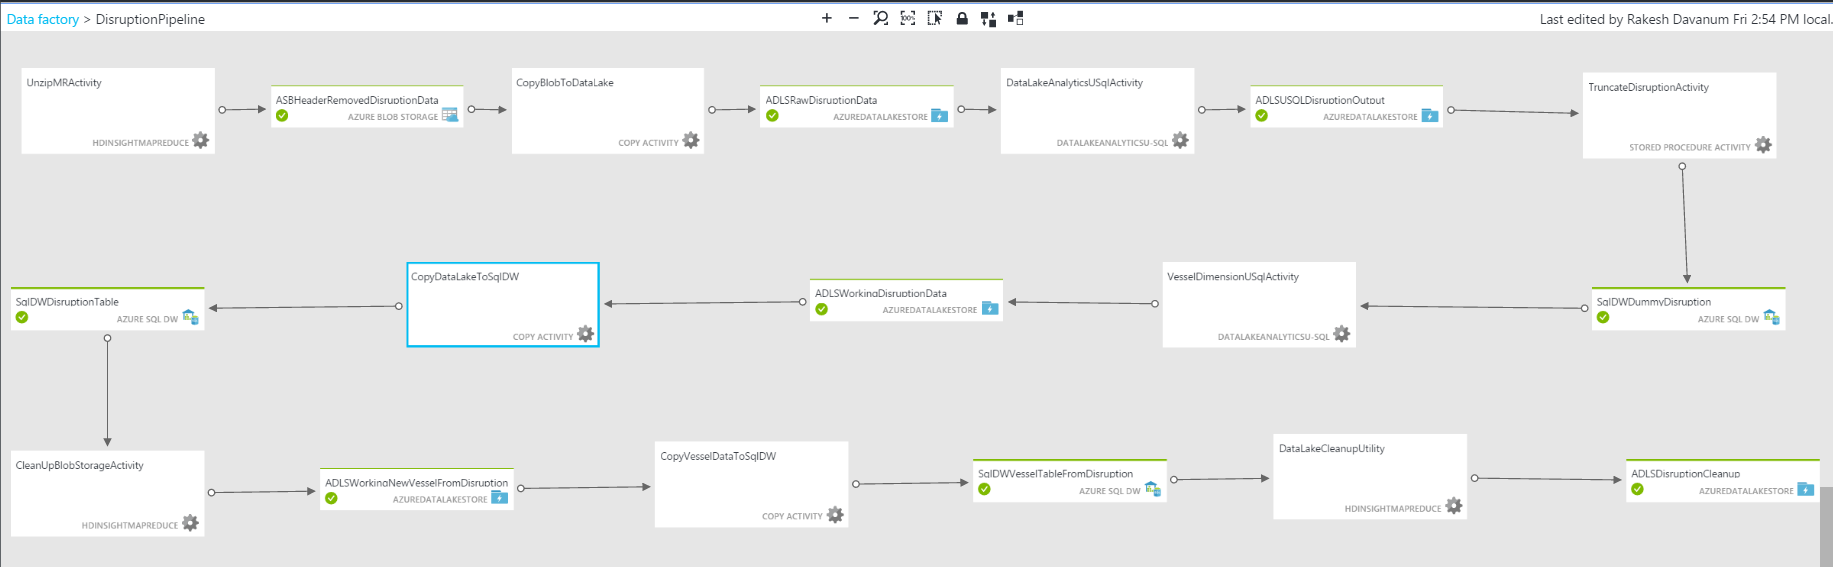 Data factory > DisruptionPipeline
100%
Last edited by Rakesh Davanum Fri 2:54 PM local.
UnzipMRActivity
HDINSIGHTMAPREDUCE
ASBHeaderRemovedDisruptionData
AZURE BLOB STORAGE
CopyBlobToDataLake
COPY ACTIVITY
ADLSRawDisruptionData
AZUREDATALAKESTORE
DataLakeAnalyticsUSqlActivity
DATALAKEANALYTICSU-SQL
ADLSUSQLDisruptionOutput
AZUREDATALAKESTORE
TruncateDisruptionActivity
STORED PROCEDURE ACTIVITY
SqlDWDisruptionTable
AZURE SQL DW
CopyDataLakeToSqlDW
COPY ACTIVITY
ADLSWorkingDisruptionData
AZUREDATALAKESTORE
VesselDimensionUSqlActivity
DATALAKEANALYTICSU-SQL
SqlDWDummyDisruption
AZURE SQL DW
CleanUpBlobStorageActivity
HDINSIGHTMAPREDUCE
ADLSWorkingNewVesselFromDisruption
AZUREDATALAKESTORE
CopyVesselDataToSqlDW
COPY ACTIVITY
SqlDWVesselTableFromDisruption
AZURE SQL DW
DataLakeCleanupUtility
HDINSIGHTMAPREDUCE
ADLSDisruptionCleanup
AZUREDATALAKESTORE